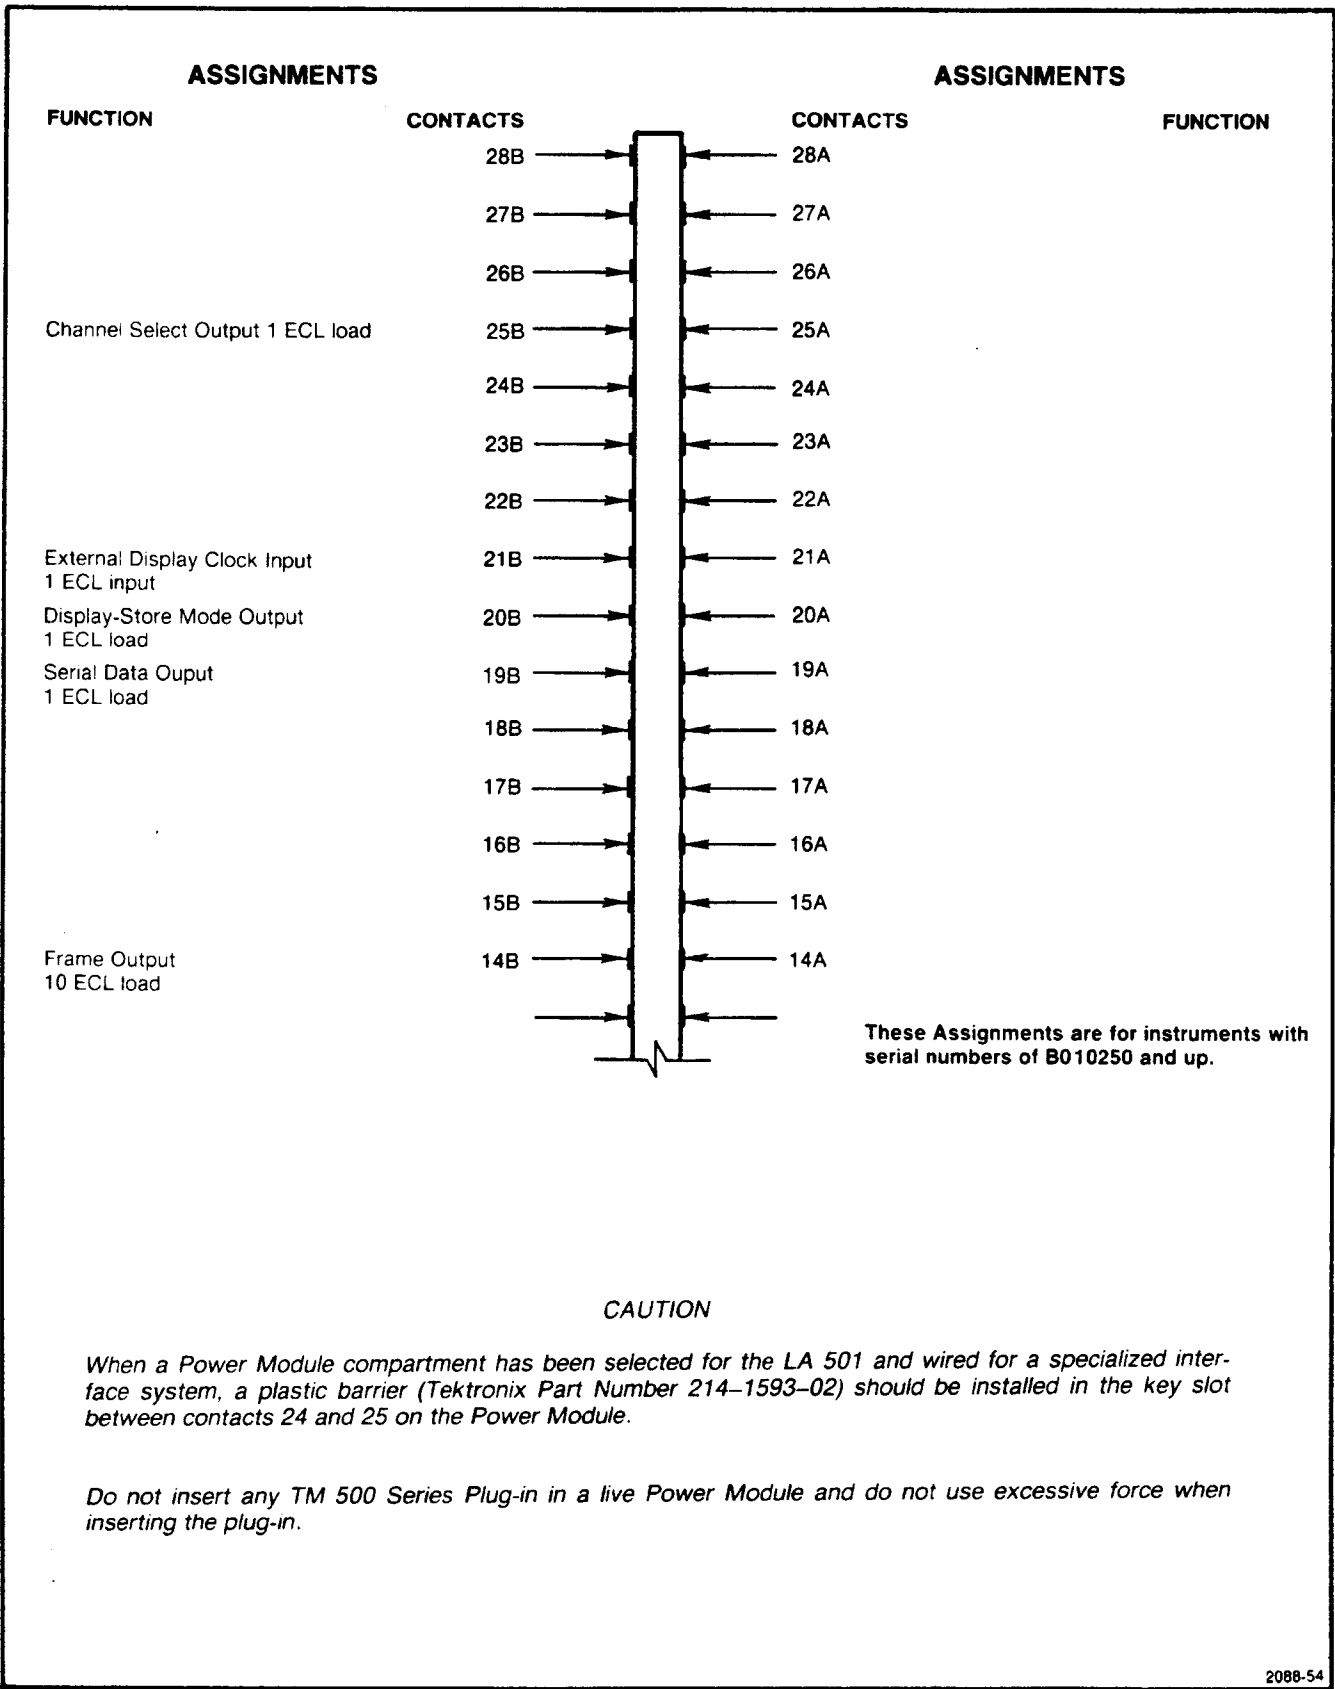 ASSIGNMENTS ASSIGNMENTS
FUNCTION CONTACTS CONTACTS FUNCTION
28B 28A
27B 27A
26B 26A
Channel Select Output 1 ECL load 25B 25A
24B 24A
23B 23A
22B 22A
External Display Clock Input 21B 21A
1 ECL input
Display-Store Mode Output 20B 20A
1 ECL load
Serial Data Ouput 19B 19A
1 ECL load
18B 18A
17B 17A
16B 16A
15B 15A
Frame Output 14B 14A
10 ECL load
These Assignments are for instruments with
serial numbers of B010250 and up.
CAUTION
When a Power Module compartment has been selected for the LA 501 and wired for a specialized inter-
face system, a plastic barrier (Tektronix Part Number 214–1593–02) should be installed in the key slot
between contacts 24 and 25 on the Power Module.
Do not insert any TM 500 Series Plug-in in a live Power Module and do not use excessive force when
inserting the plug-in.
2088-54